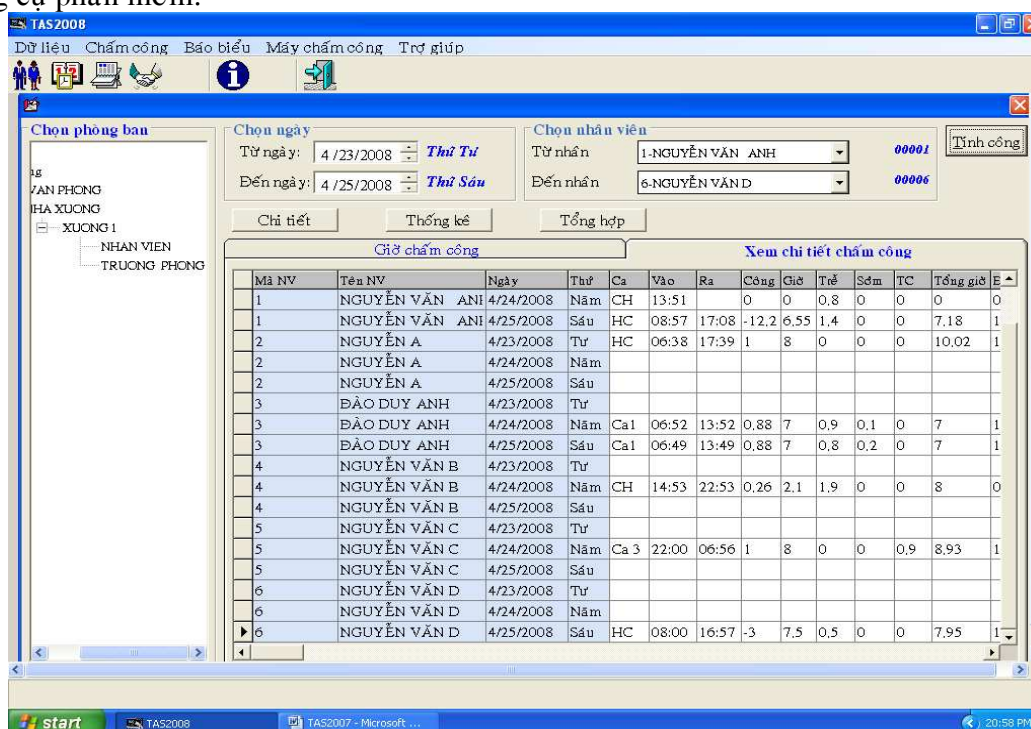 cụ phần mềm.
TAS2008
Dữ liệu Chấm công Báo biểu Máy chấm công Trợ giúp
Chọn phòng ban
VAN PHONG
XUONG 1
NHAN VIEN
TRUONG PHONG
Chọn ngày
Từ ngày: 4/23/2008 Thứ Tư
Đến ngày: 4/25/2008 Thứ Sáu
Chọn nhân viên
Từ nhân 1-NGUYỄN VĂN ANH 00001
Đến nhân 6-NGUYỄN VĂN D 00006
Tính công
Chi tiết Thống kê Tổng hợp
Giờ chấm công Xem chi tiết chấm công
Mã NV Tên NV Ngày Thứ Ca Vào Ra Công Giờ Trễ Sớm TC Tổng giờ
1 NGUYỄN VĂN ANH 4/24/2008 Năm CH 13:51 0 0 0,8 0 0 0 0
1 NGUYỄN VĂN ANH 4/25/2008 Sáu HC 08:57 17:08 -12,2 6,55 1,4 0 0 7,18 1
2 NGUYỄN A 4/23/2008 Tư HC 06:38 17:39 1 8 0 0 0 10,02 1
2 NGUYỄN A 4/24/2008 Năm
2 NGUYỄN A 4/25/2008 Sáu
3 ĐÀO DUY ANH 4/23/2008 Tư
3 ĐÀO DUY ANH 4/24/2008 Năm Ca1 06:52 13:52 0,88 7 0,9 0,1 0 7 1
3 ĐÀO DUY ANH 4/25/2008 Sáu Ca1 06:49 13:49 0,88 7 0,8 0,2 0 7 1
4 NGUYỄN VĂN B 4/23/2008 Tư
4 NGUYỄN VĂN B 4/24/2008 Năm CH 14:53 22:53 0,26 2,1 1,9 0 0 8 0
4 NGUYỄN VĂN B 4/25/2008 Sáu
5 NGUYỄN VĂN C 4/23/2008 Tư
5 NGUYỄN VĂN C 4/24/2008 Năm Ca 3 22:00 06:56 1 8 0 0 0,9 8,93 1
5 NGUYỄN VĂN C 4/25/2008 Sáu
6 NGUYỄN VĂN D 4/23/2008 Tư
6 NGUYỄN VĂN D 4/24/2008 Năm
6 NGUYỄN VĂN D 4/25/2008 Sáu HC 08:00 16:57 -3 7,5 0,5 0 0 7,95 1
start TAS2008 TAS2007 - Microsoft ... 20:58 PM